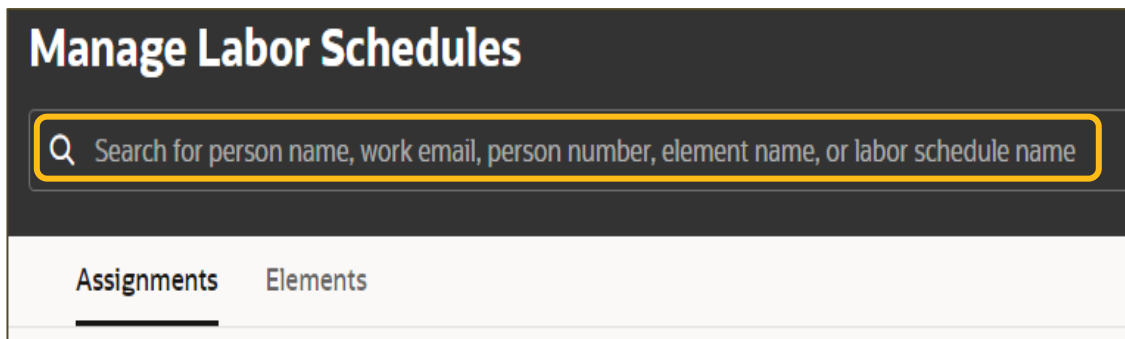 Manage Labor Schedules
Search for person name, work email, person number, element name, or labor schedule name
Assignments Elements